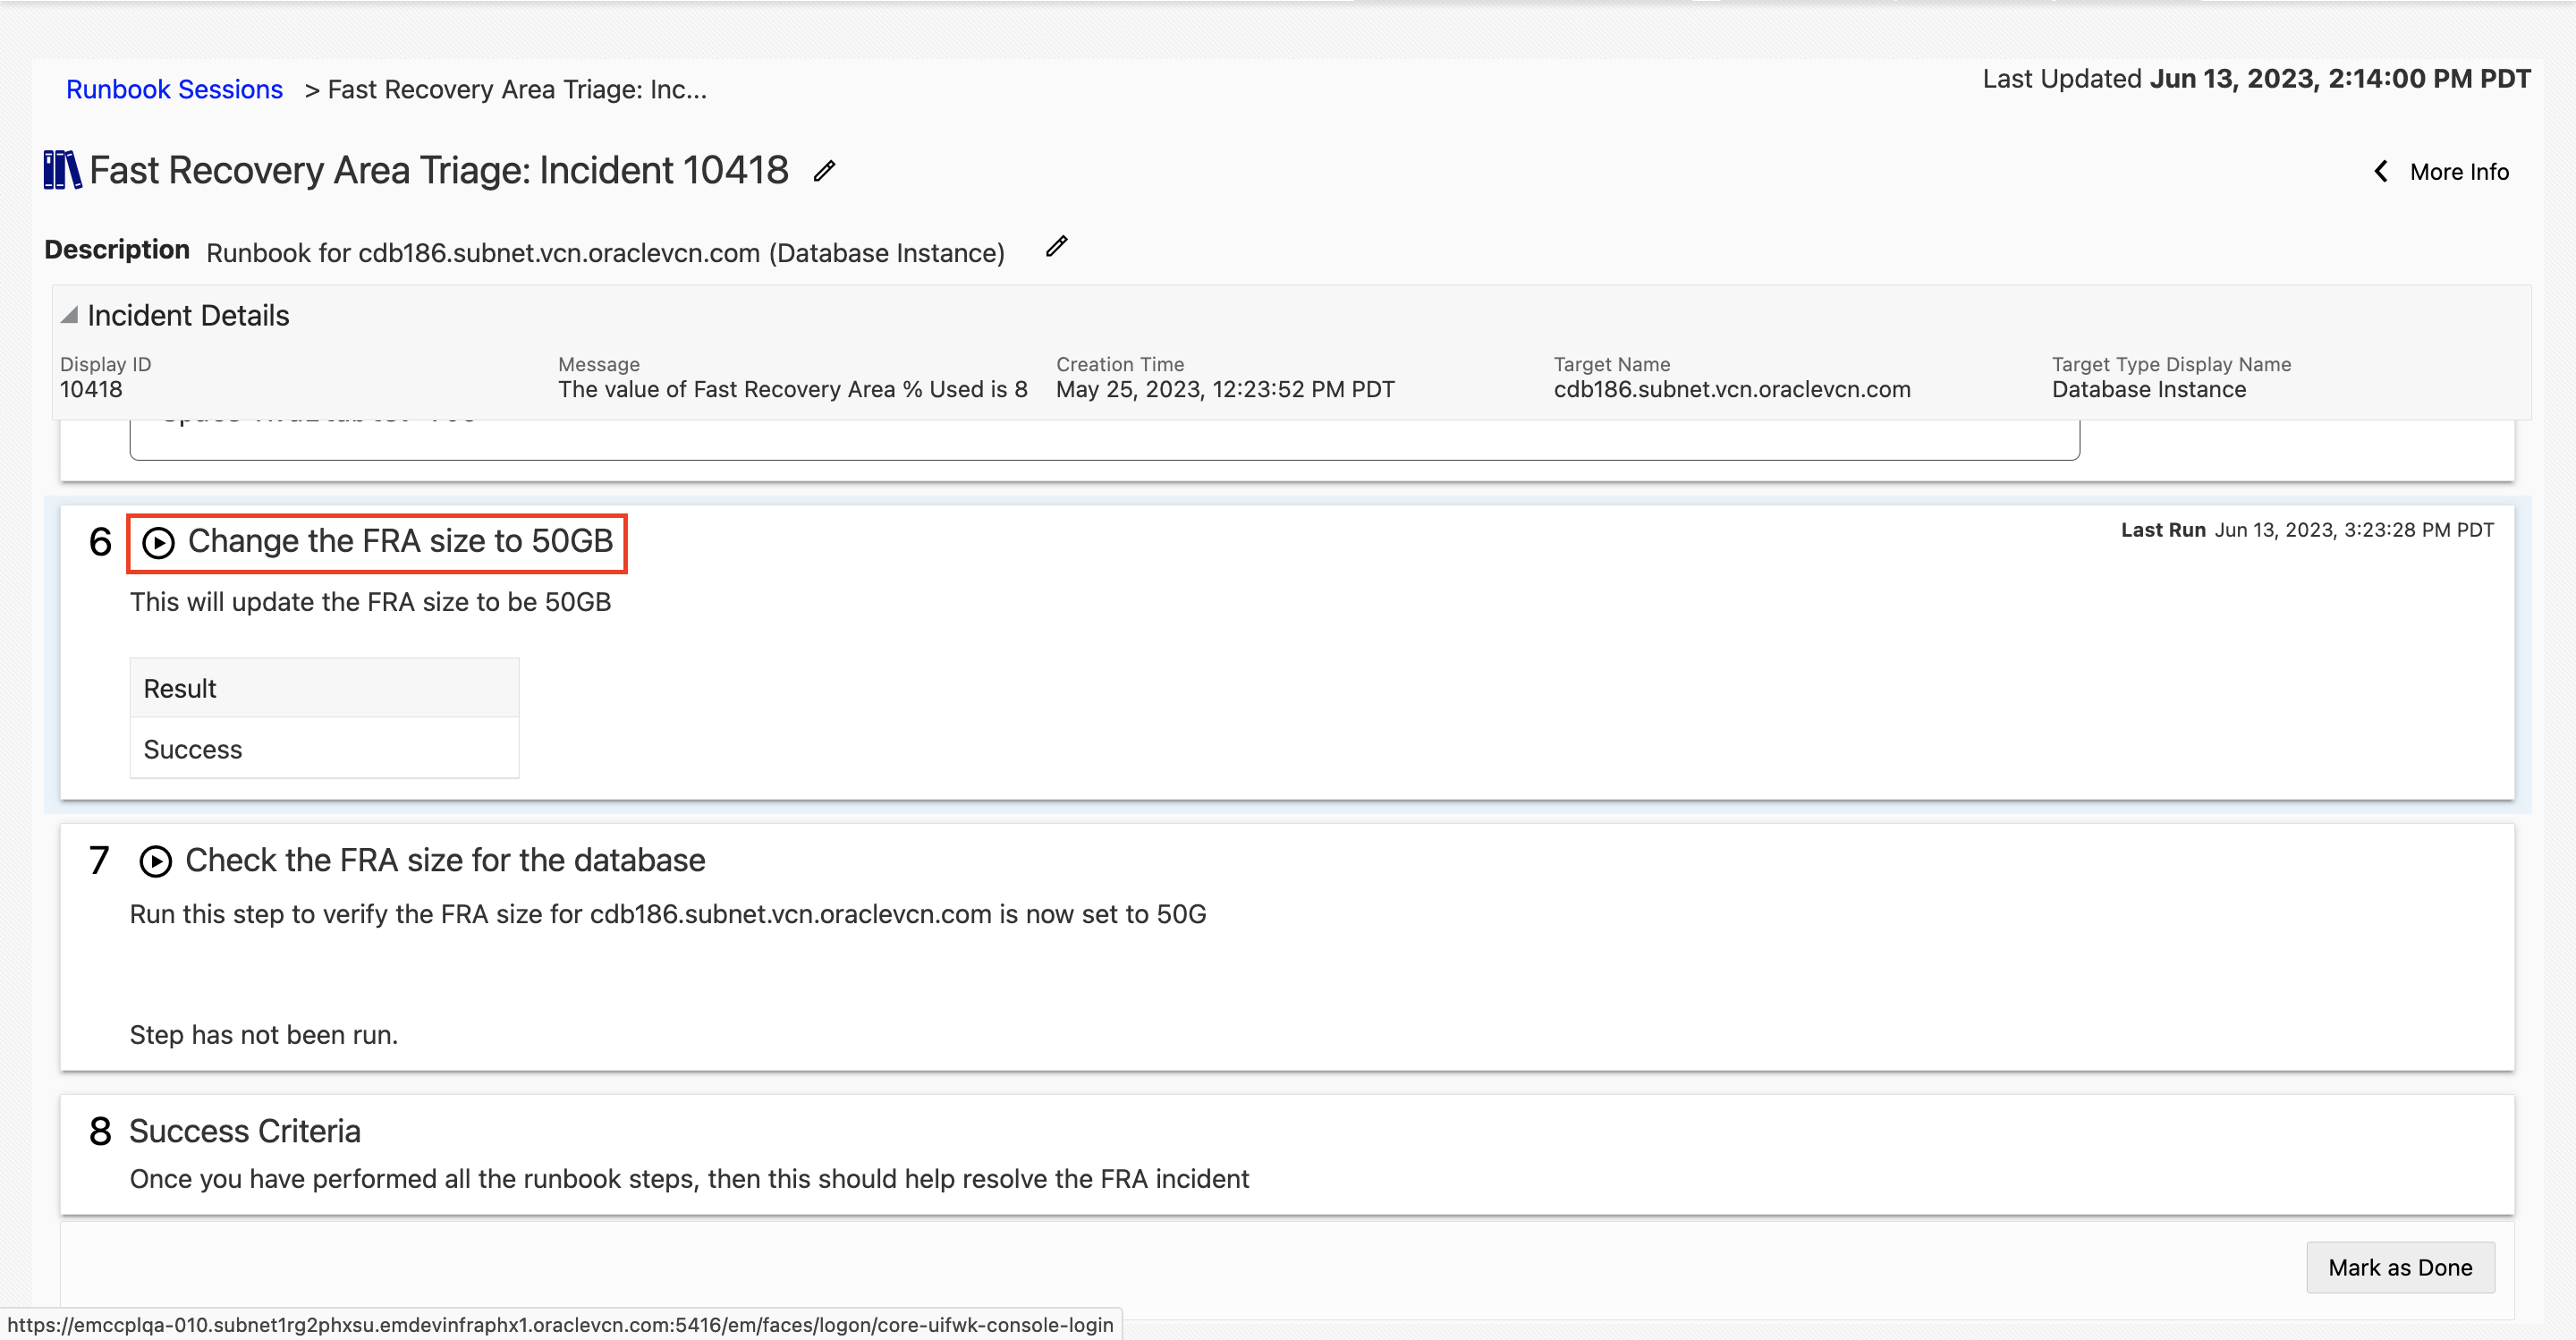 Runbook Sessions > Fast Recovery Area Triage: Inc...
Last Updated Jun 13, 2023, 2:14:00 PM PDT
Fast Recovery Area Triage: Incident 10418
More Info
Description Runbook for cdb186.subnet.vcn.oraclevcn.com (Database Instance)
Incident Details
Display ID
10418
Message
The value of Fast Recovery Area % Used is 8
Creation Time
May 25, 2023, 12:23:52 PM PDT
Target Name
cdb186.subnet.vcn.oraclevcn.com
Target Type Display Name
Database Instance
6 Change the FRA size to 50GB
Last Run Jun 13, 2023, 3:23:28 PM PDT
This will update the FRA size to be 50GB
Result
Success
7 Check the FRA size for the database
Run this step to verify the FRA size for cdb186.subnet.vcn.oraclevcn.com is now set to 50G
Step has not been run.
8 Success Criteria
Once you have performed all the runbook steps, then this should help resolve the FRA incident
Mark as Done
https://emccplqa-010.subnet1rg2phxsu.emdevinfraphx1.oraclevcn.com:5416/em/faces/logon/core-uifwk-console-login